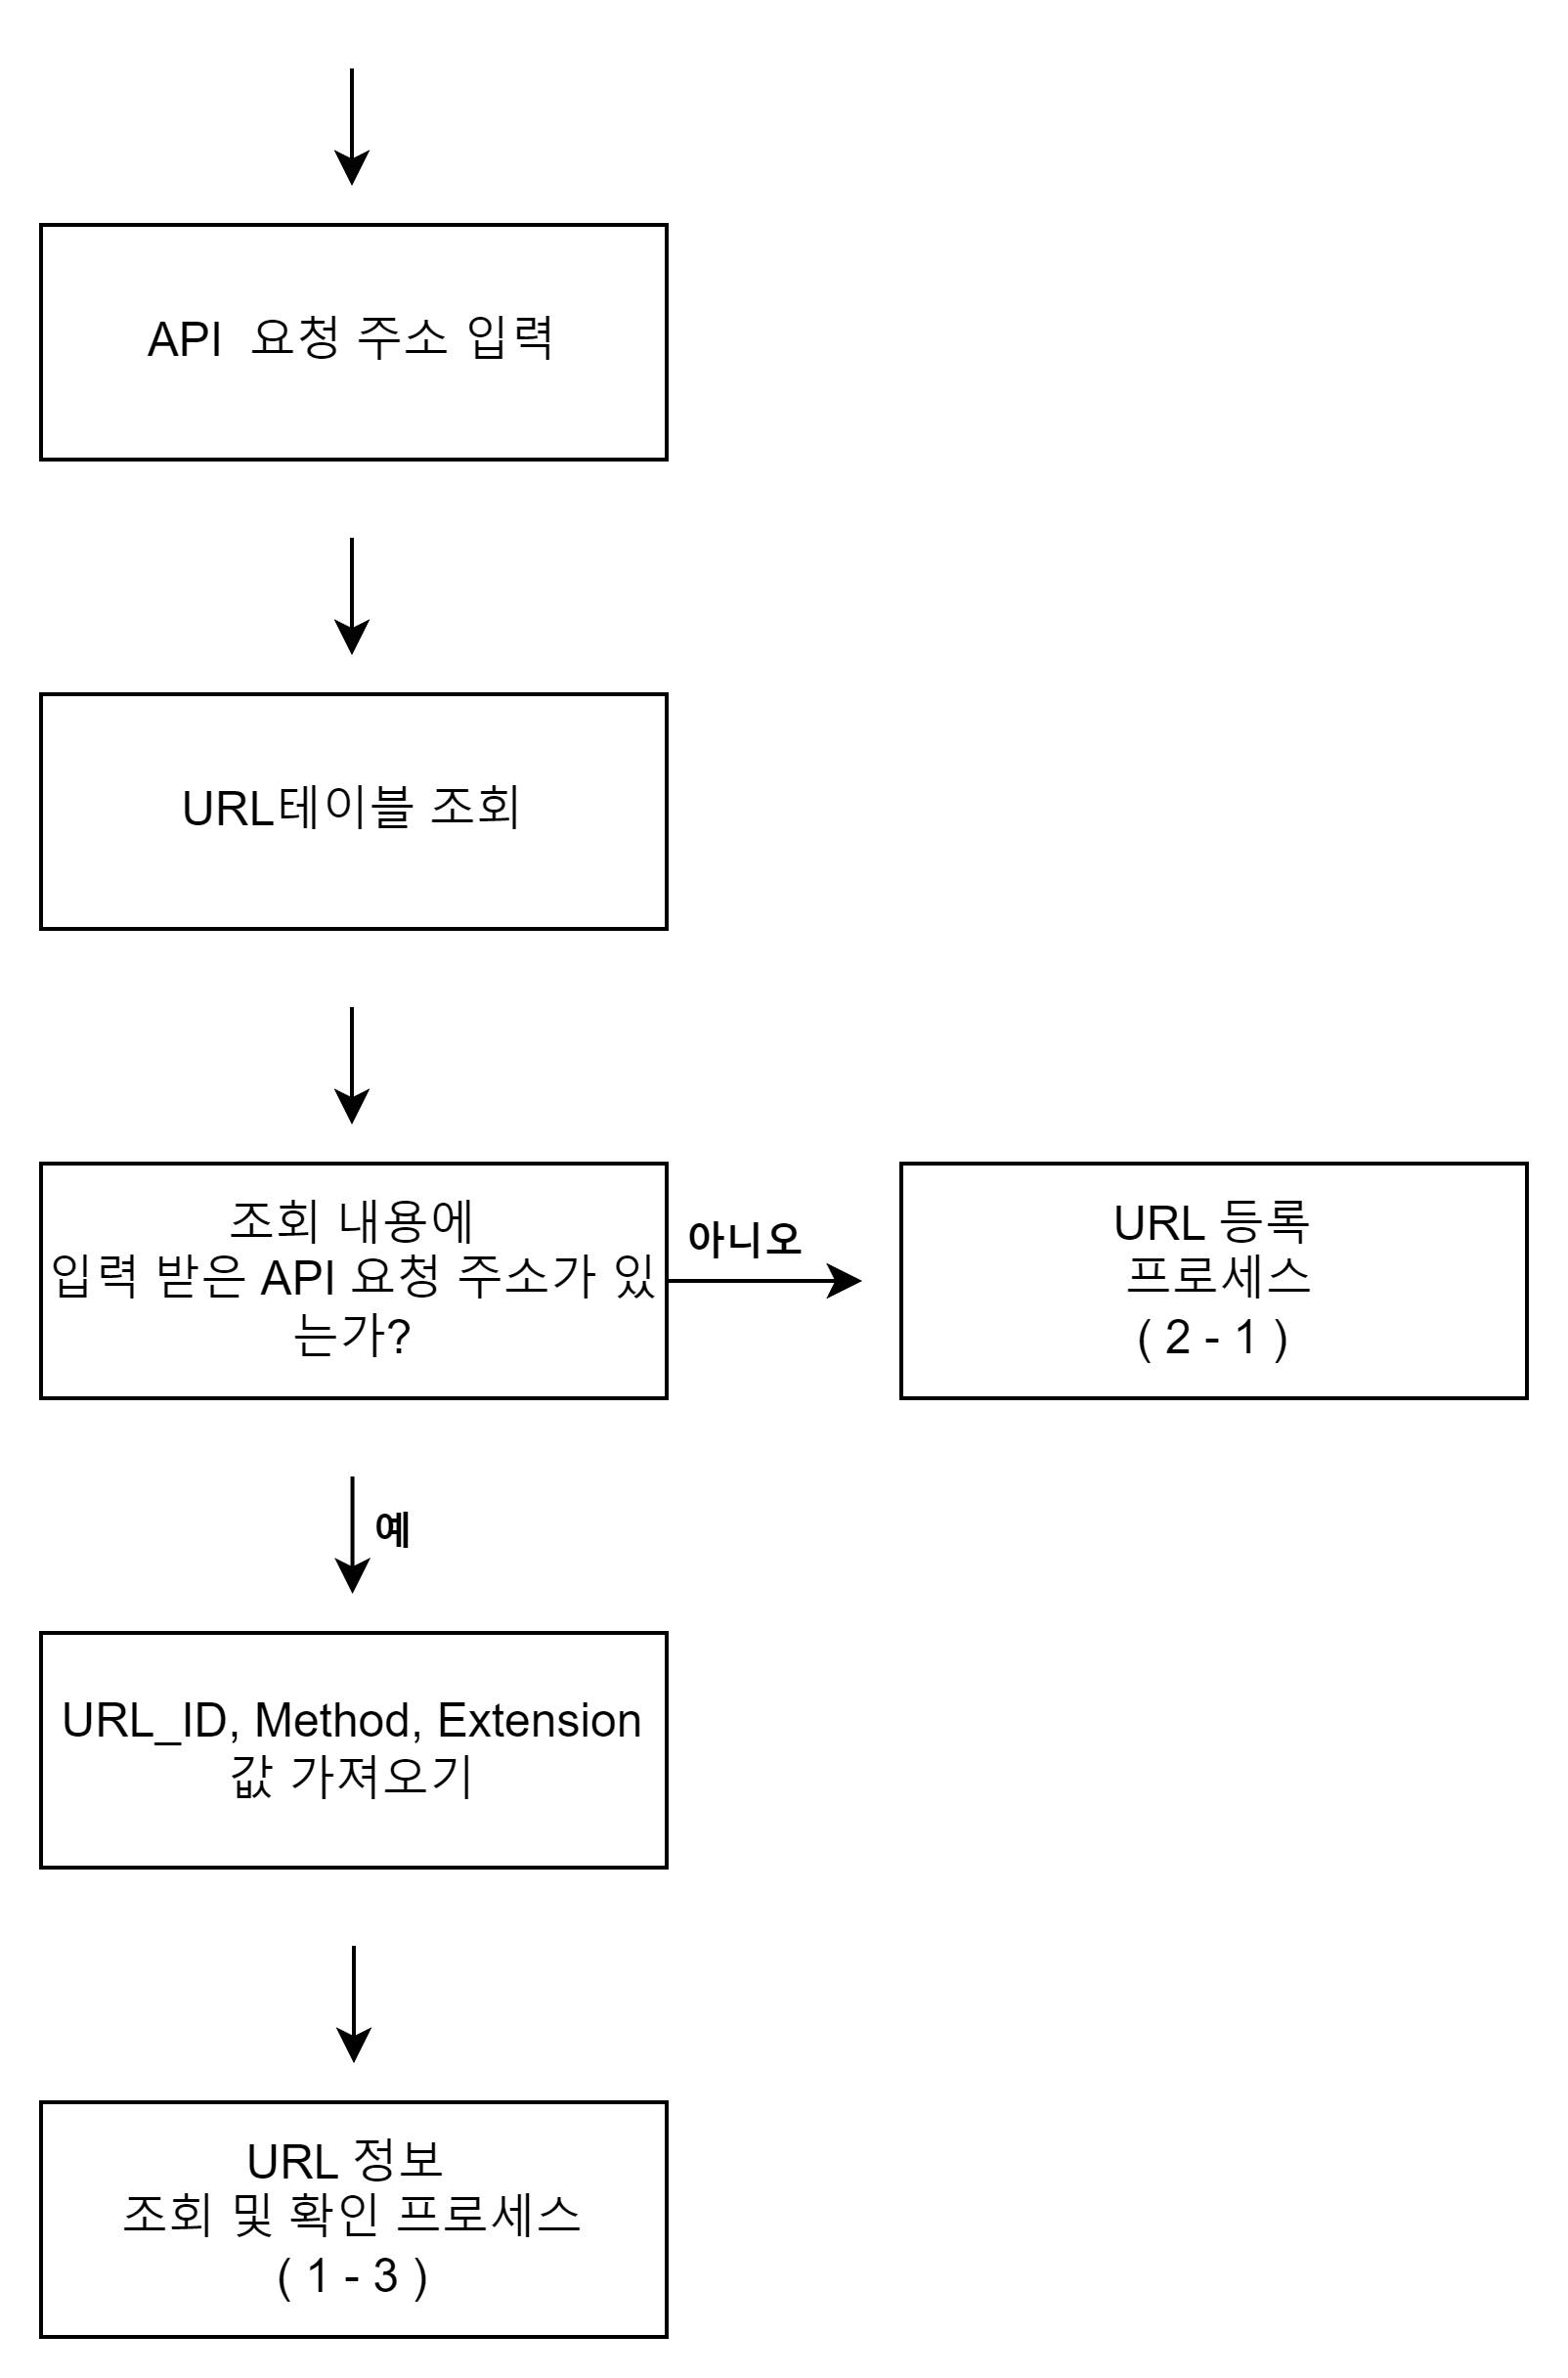 API  요청 주소 입력
URL테이블 조회
조회 내용에
입력 받은 API 요청 주소가 있
는가?
아니오
URL 등록
프로세스
( 2 - 1 )
예
URL_ID, Method, Extension
값 가져오기
URL 정보
조회 및 확인 프로세스
( 1 - 3 )